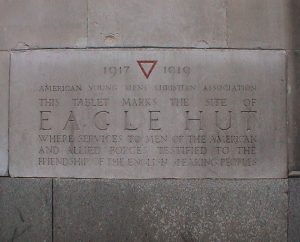 1917 1919
AMERICAN YOUNG MENS CHRISTIAN ASSOCIATION
THIS TABLET MARKS THE SITE OF
EAGLE HUT
WHERE SERVICES TO MEN OF THE AMERICAN
AND ALLIED FORCES TESTIFIED TO THE
FRIENDSHIP OF THE ENGLISH SPEAKING PEOPLES